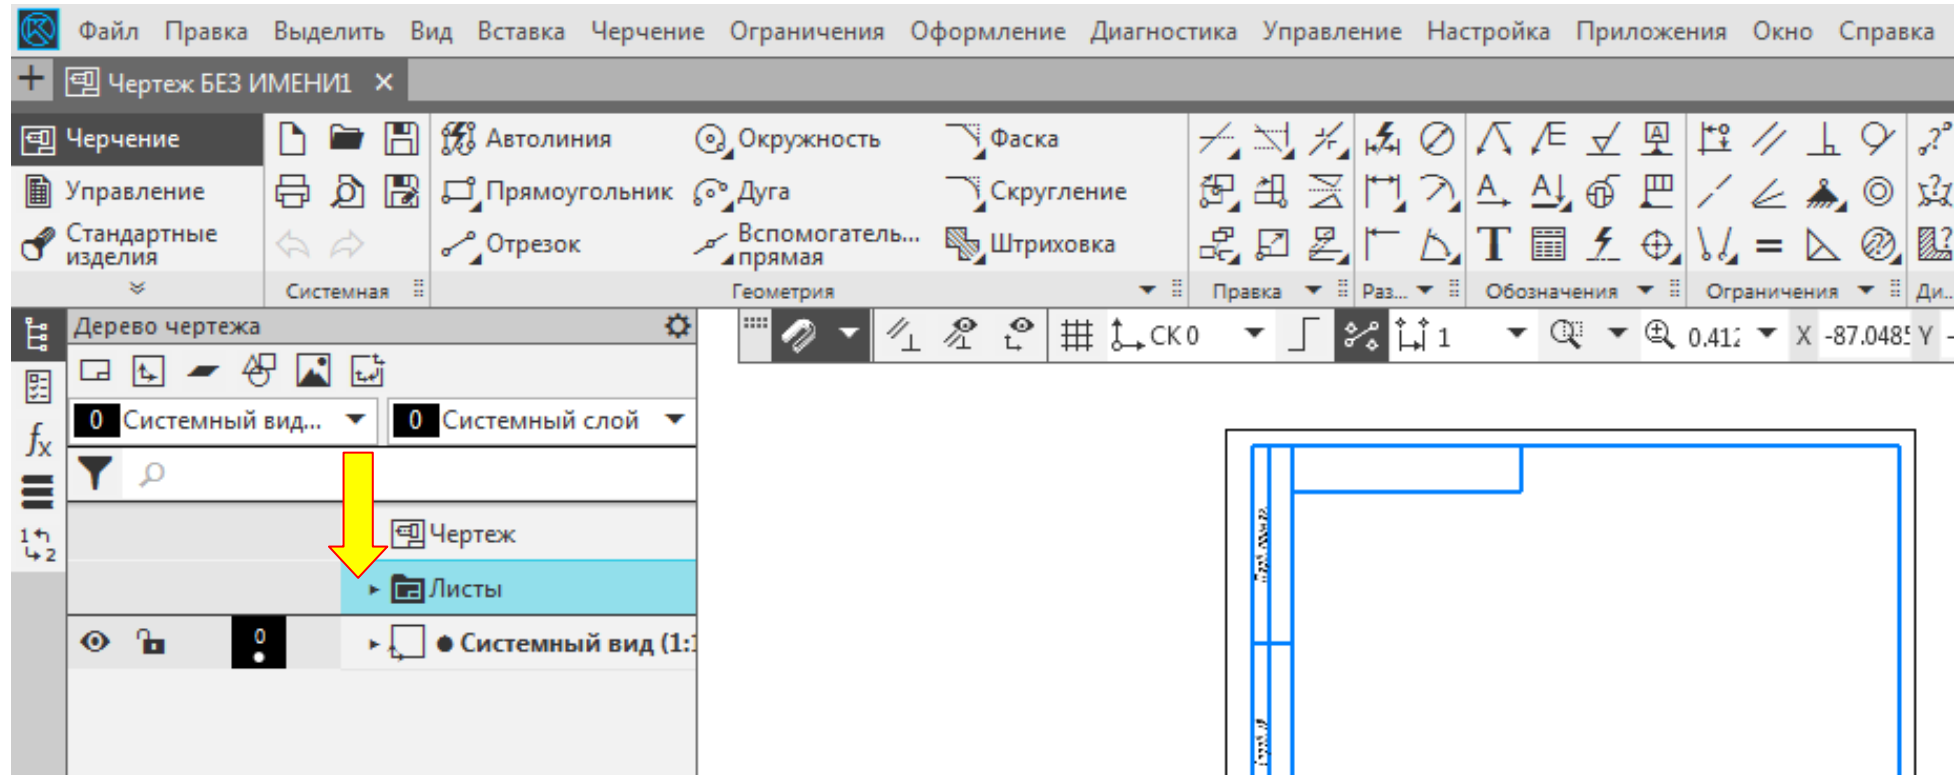 Файл Правка Выделить Вид Вставка Черчение Ограничения Оформление Диагностика Управление Настройка Приложения Окно Справка
Чертеж БЕЗ ИМЕНИ1
Черчение
Автолиния Окружность Фаска
Управление
Прямоугольник Дуга Скругление
Стандартные изделия
Отрезок Вспомогатель... прямая Штриховка
Системная Геометрия Правка Раз... Обозначения Ограничения Ди...
Дерево чертежа
СК 0 1 0.412 X -87.0485 Y -
0 Системный вид... 0 Системный слой
Чертеж
Листы
0 Системный вид (1:1